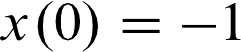 x(0) = −1